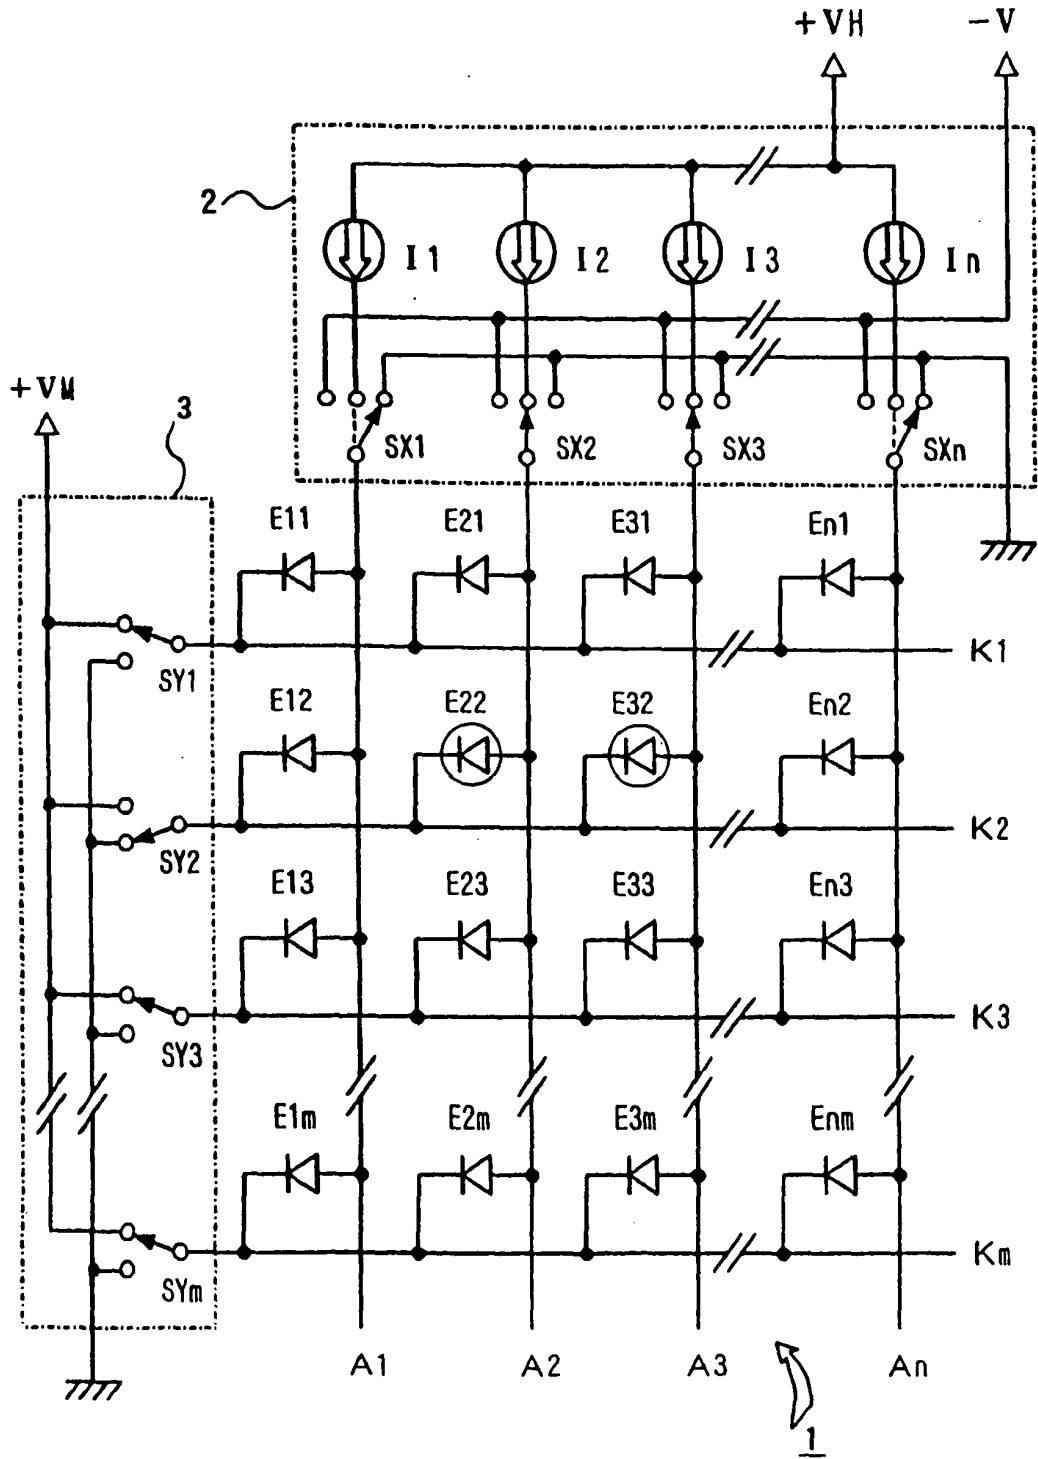 +VH -V
2
I1 I2 I3 In
+VM
3
SX1 SX2 SX3 SXn
E11 E21 E31 En1
K1
SY1
E12 E22 E32 En2
K2
SY2
E13 E23 E33 En3
K3
SY3
E1m E2m E3m Enm
Km
SYm
A1 A2 A3 An
1